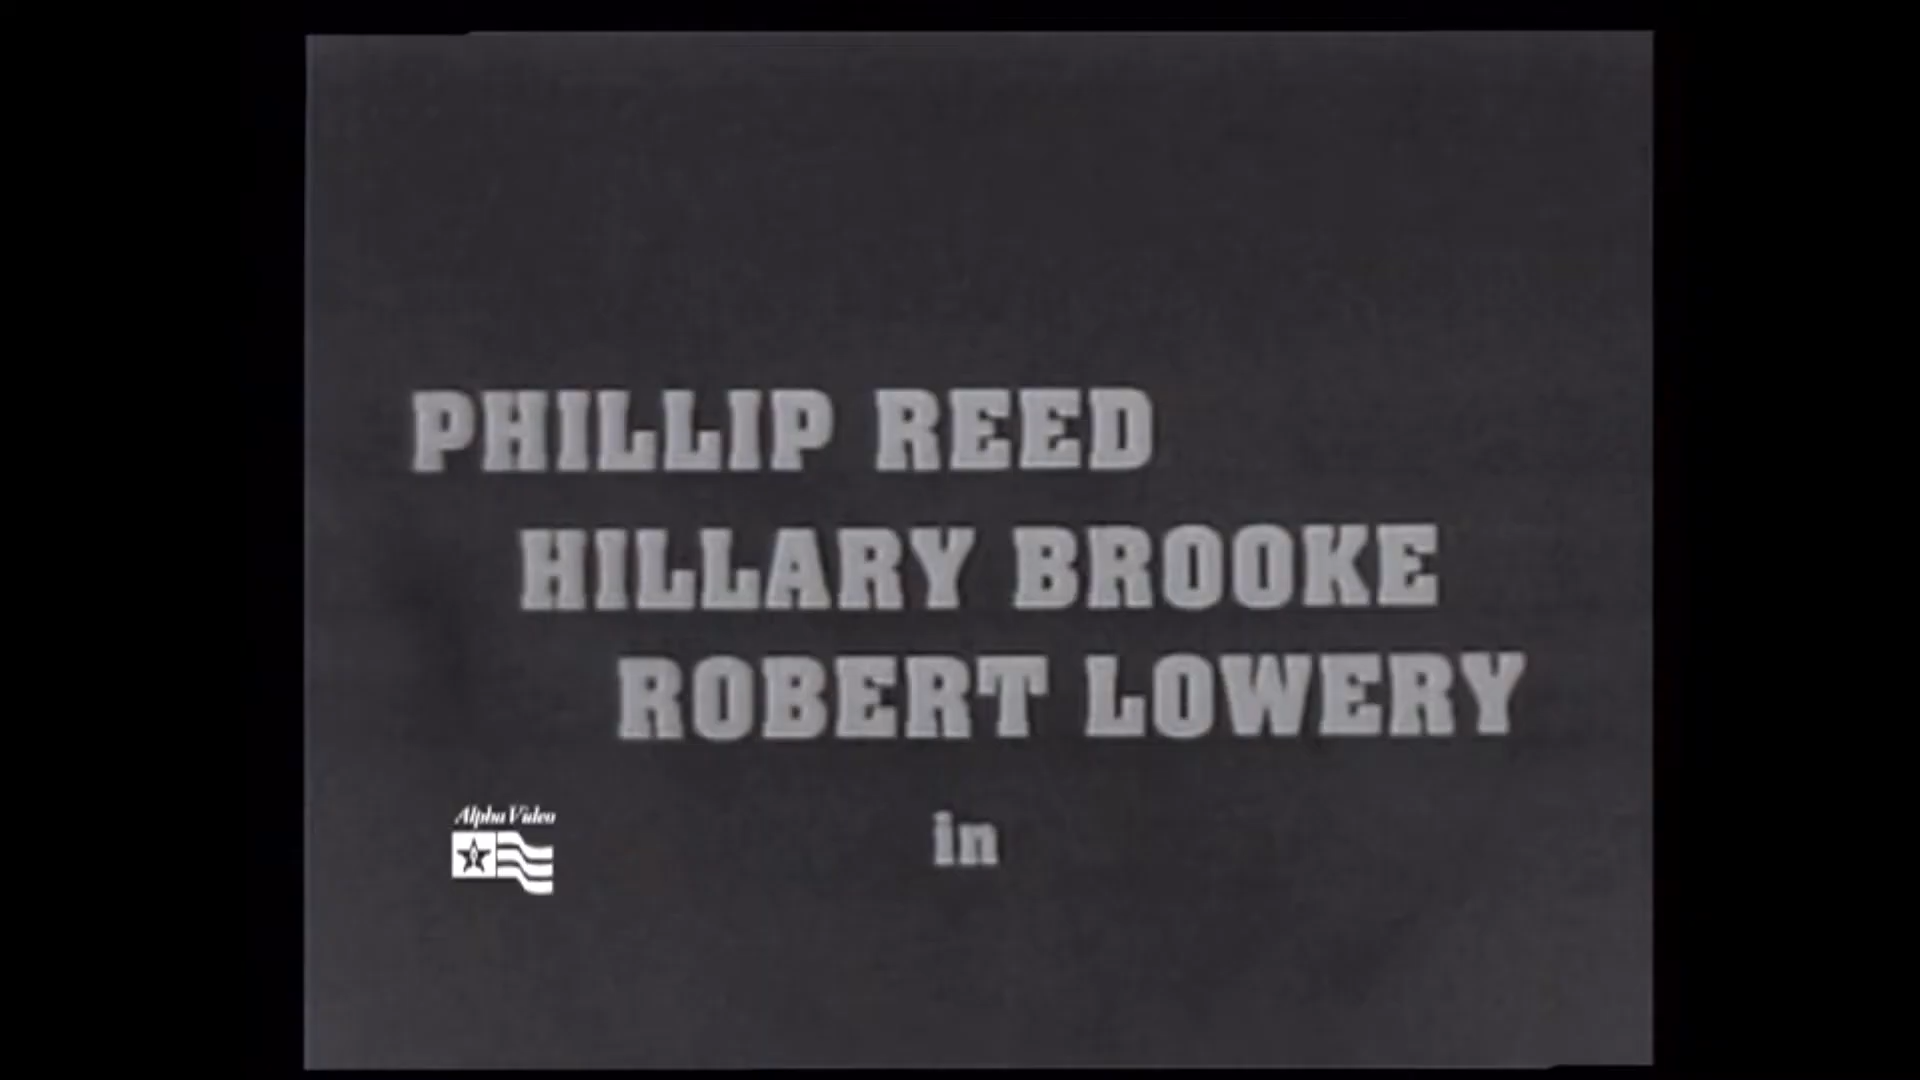 PHILLIP REED
HILLARY BROOKE
ROBERT LOWERY
in
Alpha Video